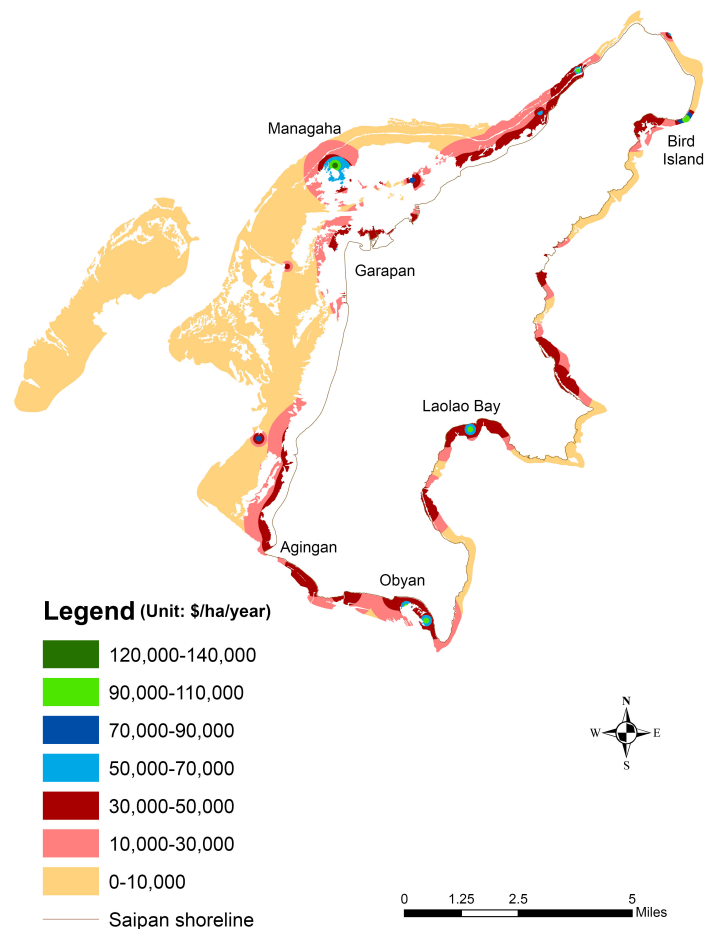 Managaha
Bird
Island
Garapan
Laolao Bay
Agingan
Obyan
Legend (Unit: $/ha/year)
120,000-140,000
90,000-110,000
70,000-90,000
50,000-70,000
30,000-50,000
10,000-30,000
0-10,000
Saipan shoreline
N
W E
S
0 1.25 2.5 5
Miles